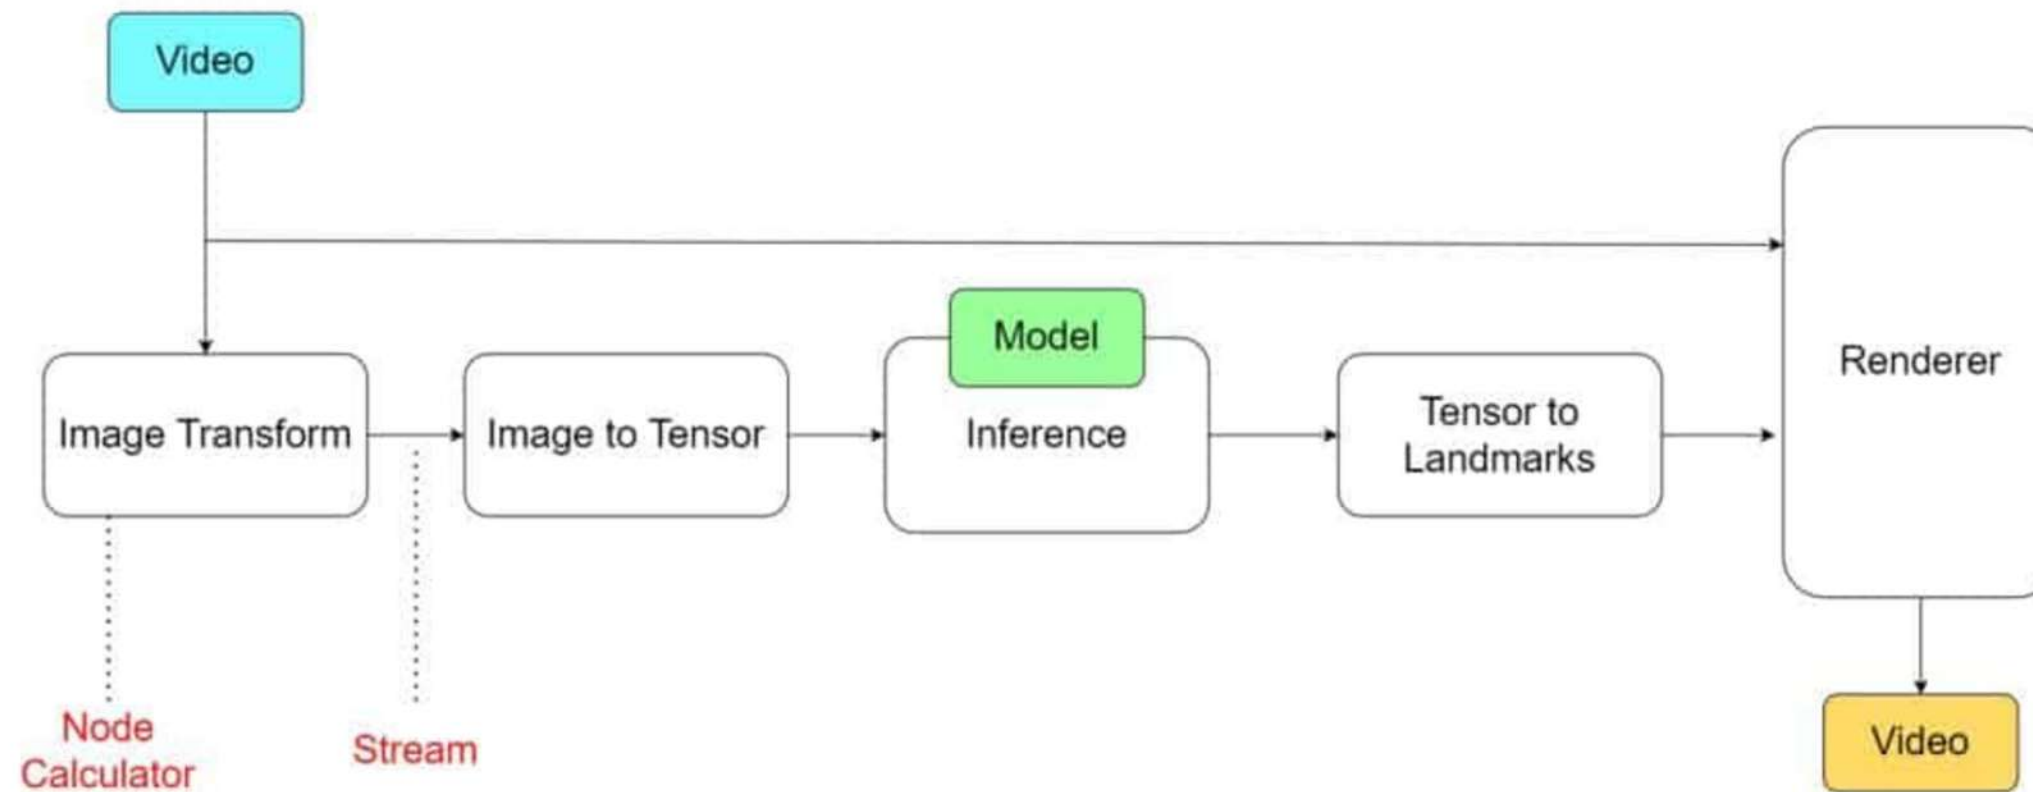 Video
Model
Renderer
Image Transform
Image to Tensor
Inference
Tensor to
Landmarks
Node
Calculator
Stream
Video